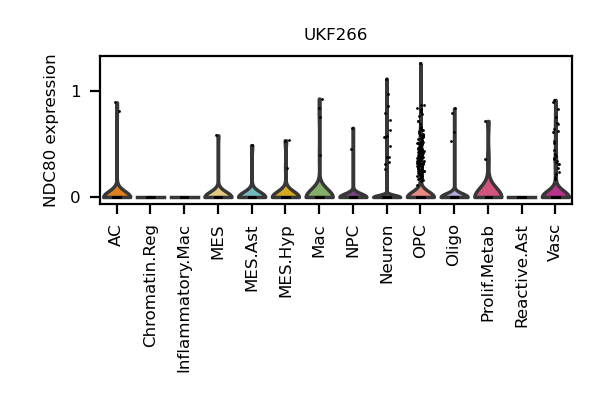 UKF266
NDC80 expression
1
0
AC
Chromatin.Reg
Inflammatory.Mac
MES
MES.Ast
MES.Hyp
Mac
NPC
Neuron
OPC
Oligo
Prolif.Metab
Reactive.Ast
Vasc